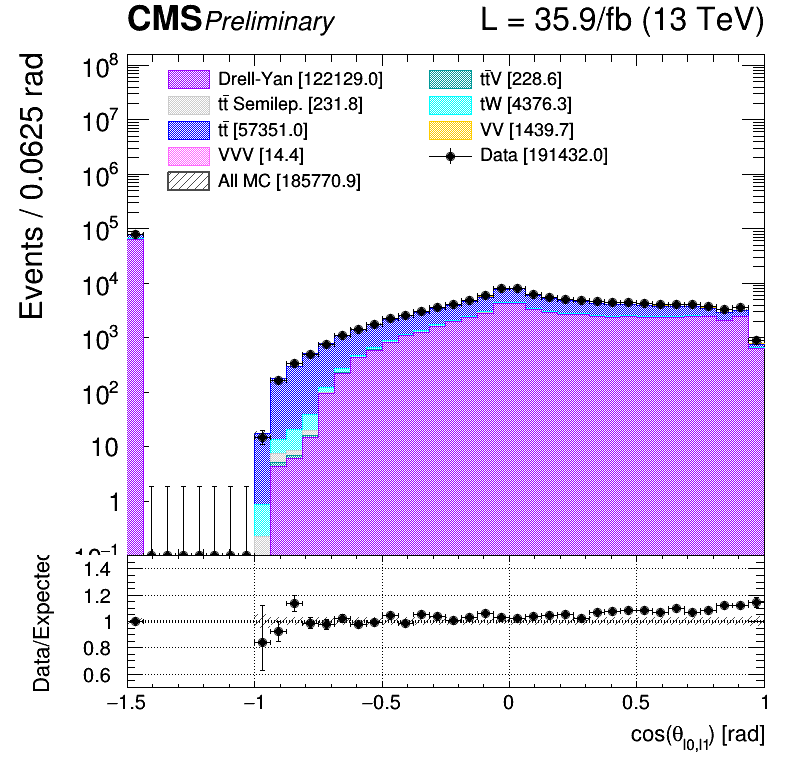 CMS Preliminary L = 35.9/fb (13 TeV)
Events / 0.0625 rad
10⁸
10⁷
10⁶
10⁵
10⁴
10³
10²
10
1
10⁻¹
Drell-Yan [122129.0]
tt̄ Semilep. [231.8]
tt̄ [57351.0]
VVV [14.4]
All MC [185770.9]
tt̄V [228.6]
tW [4376.3]
VV [1439.7]
Data [191432.0]
Data/Expected
1.4
1.2
1
0.8
0.6
−1.5 −1 −0.5 0 0.5 1
cos(θ_l0,l1) [rad]